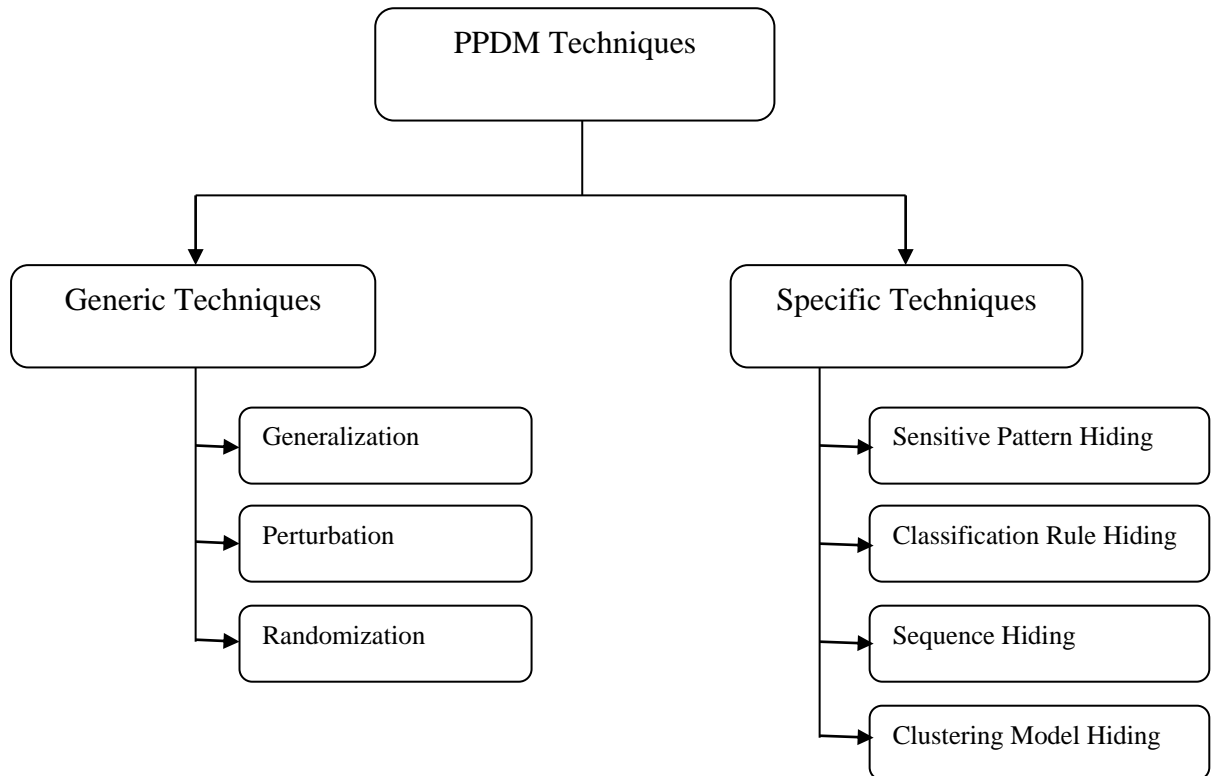 PPDM Techniques
Generic Techniques
Specific Techniques
Generalization
Perturbation
Randomization
Sensitive Pattern Hiding
Classification Rule Hiding
Sequence Hiding
Clustering Model Hiding